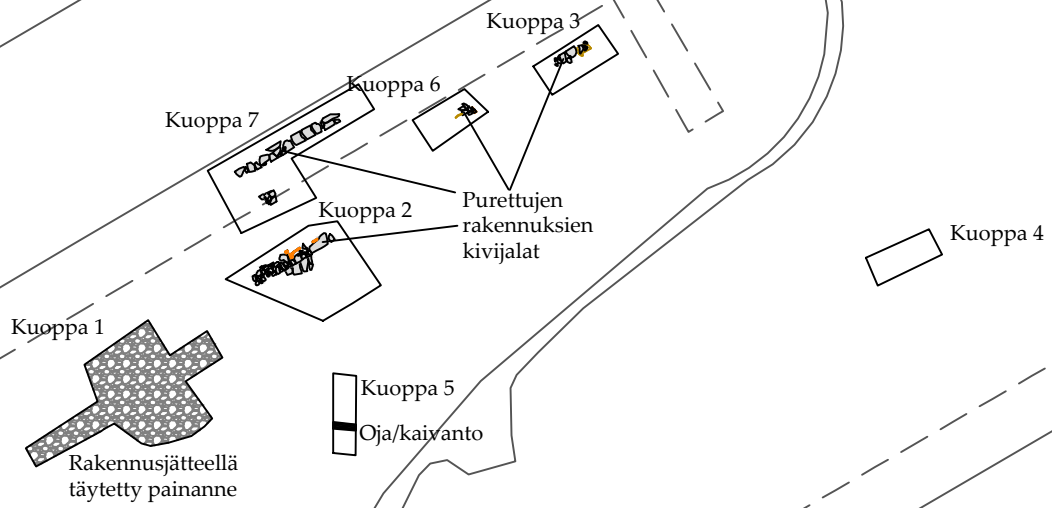 Kuoppa 3
Kuoppa 6
Kuoppa 7
Purettujen
rakennuksien
kivijalat
Kuoppa 2
Kuoppa 4
Kuoppa 1
Kuoppa 5
Oja/kaivanto
Rakennusjätteellä
täytetty painanne